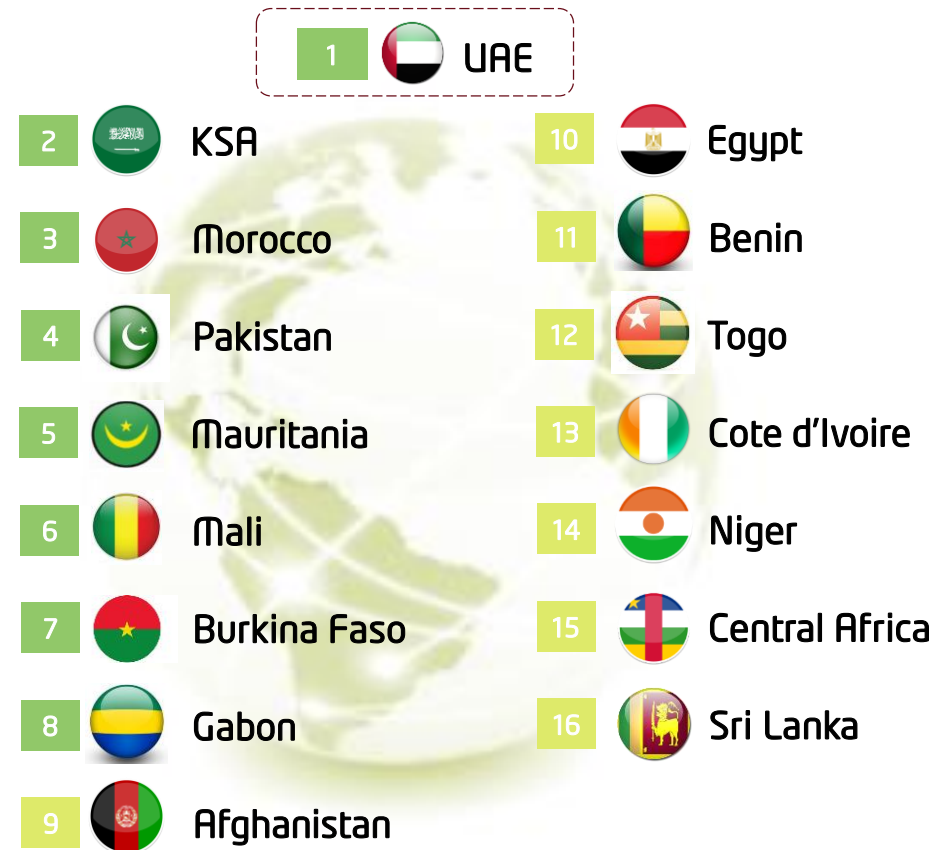 1 UAE
2 KSA
3 Morocco
4 Pakistan
5 Mauritania
6 Mali
7 Burkina Faso
8 Gabon
9 Afghanistan
10 Egypt
11 Benin
12 Togo
13 Cote d'Ivoire
14 Niger
15 Central Africa
16 Sri Lanka